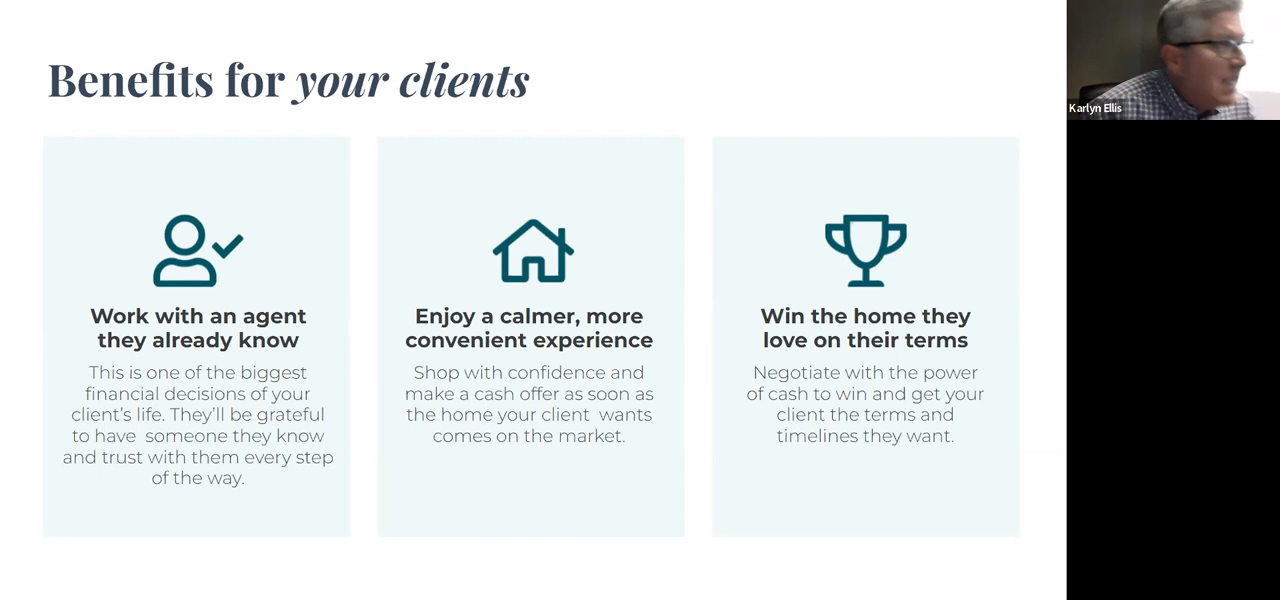 Benefits for your clients
Work with an agent
they already know
This is one of the biggest
financial decisions of your
client's life. They'll be grateful
to have someone they know
and trust with them every step
of the way.
Enjoy a calmer, more
convenient experience
Shop with confidence and
make a cash offer as soon as
the home your client wants
comes on the market.
Win the home they
love on their terms
Negotiate with the power
of cash to win and get your
client the terms and
timelines they want.
Karlyn Ellis